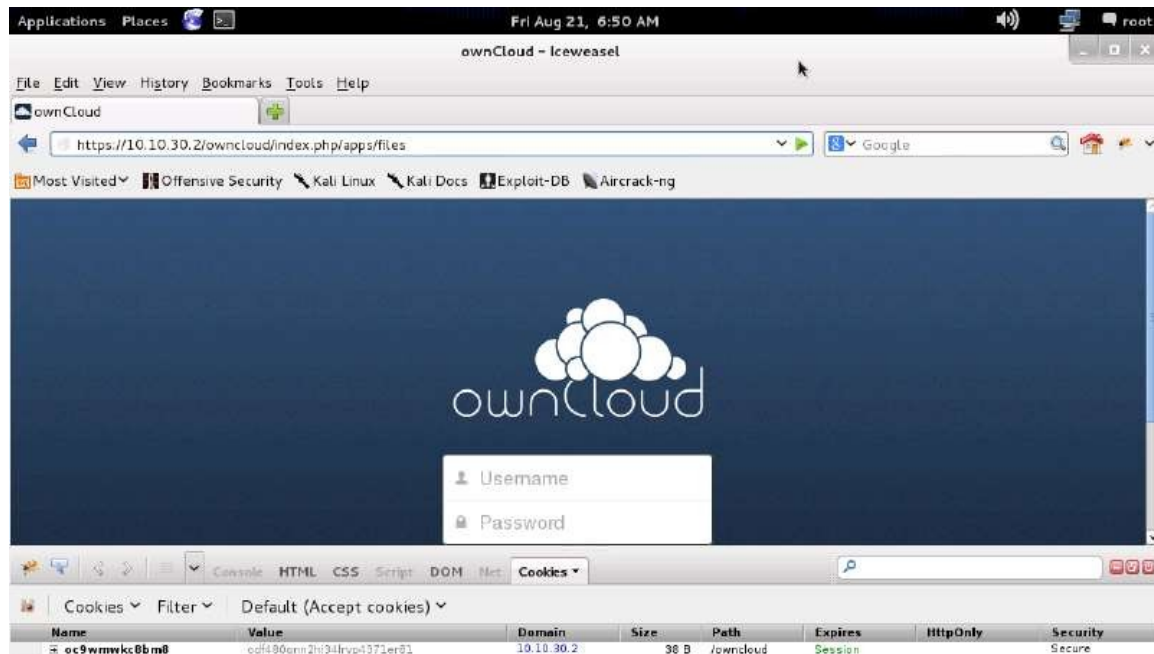 Applications Places Fri Aug 21, 6:50 AM root
ownCloud - Iceweasel
File Edit View History Bookmarks Tools Help
ownCloud
https://10.10.30.2/owncloud/index.php/apps/files Google
Most Visited Offensive Security Kali Linux Kali Docs Exploit-DB Aircrack-ng
ownCloud
Username
Password
Console HTML CSS Script DOM Net Cookies
Cookies Filter Default (Accept cookies)
Name Value Domain Size Path Expires HttpOnly Security
10.10.30.2 38 B /owncloud Session Secure